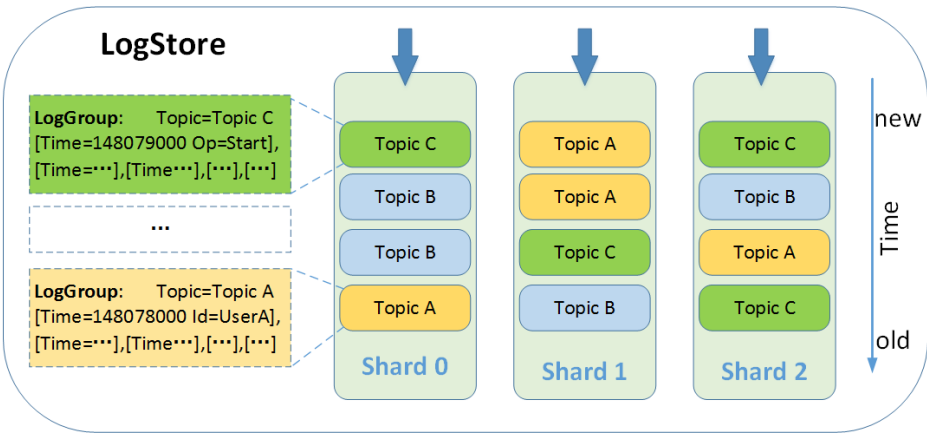 LogStore
LogGroup: Topic=Topic C
[Time=148079000 Op=Start],
[Time=···],[Time···],[···],[···]
···
LogGroup: Topic=Topic A
[Time=148078000 Id=UserA],
[Time=···],[Time···],[···],[···]
Topic C
Topic B
Topic B
Topic A
Shard 0
Topic A
Topic A
Topic C
Topic B
Shard 1
Topic C
Topic B
Topic A
Topic C
Shard 2
new
Time
old